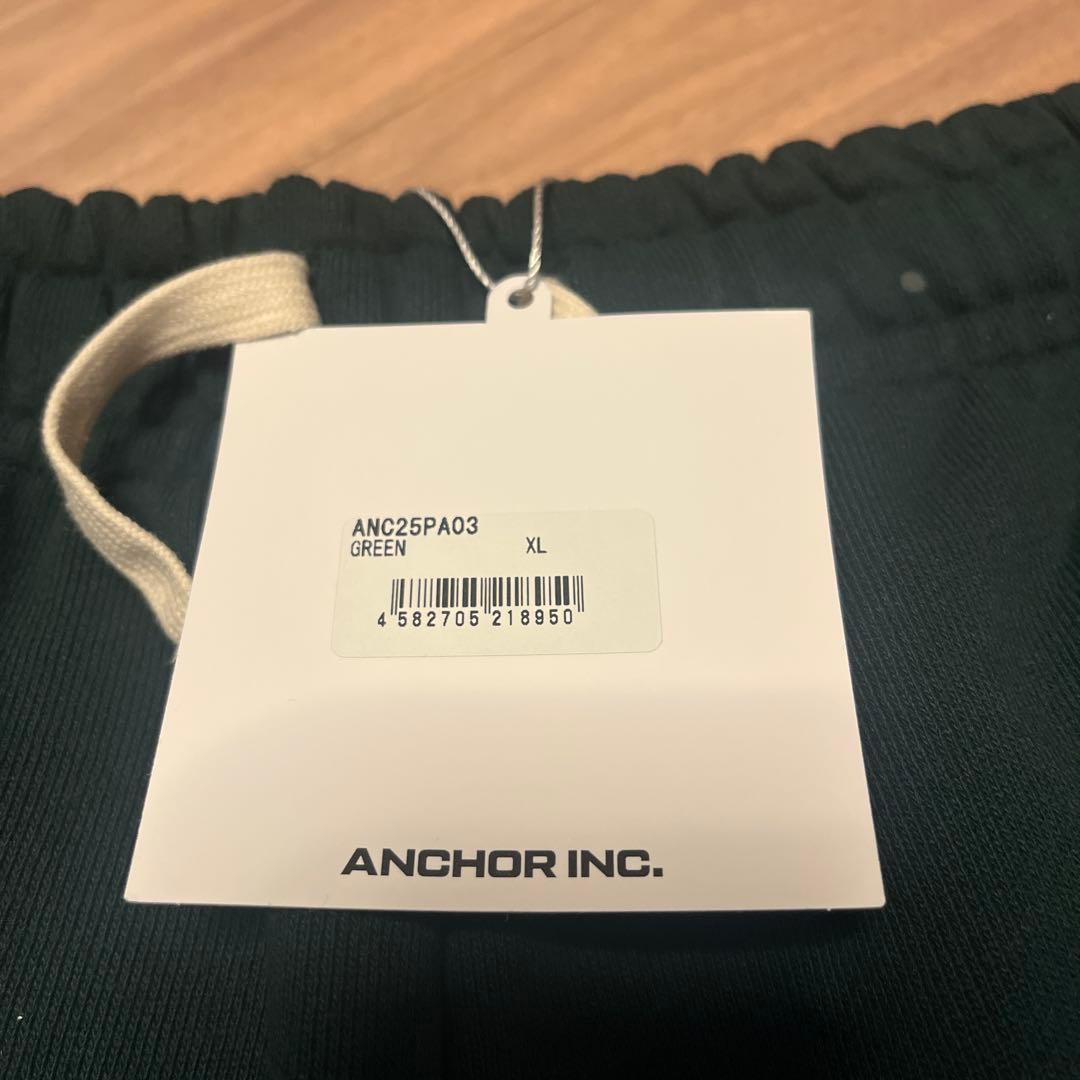 ANC25PA03
GREEN XL
4 582705 218950
ANCHOR INC.